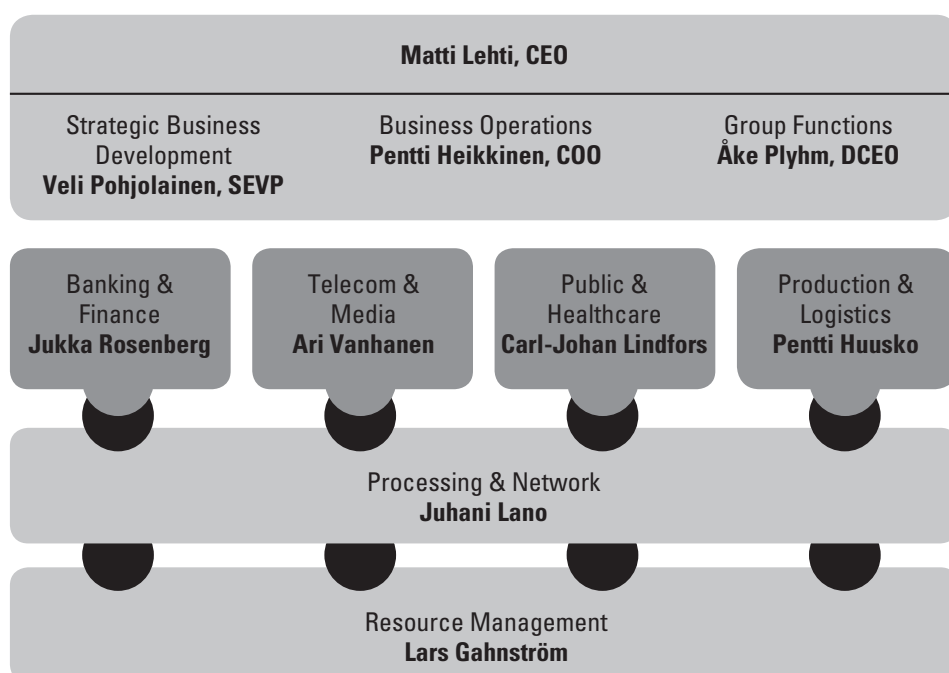 Matti Lehti, CEO
Strategic Business
Development
Veli Pohjolainen, SEVP
Business Operations
Pentti Heikkinen, COO
Group Functions
Åke Plyhm, DCEO
Banking &
Finance
Jukka Rosenberg
Telecom &
Media
Ari Vanhanen
Public &
Healthcare
Carl-Johan Lindfors
Production &
Logistics
Pentti Huusko
Processing & Network
Juhani Lano
Resource Management
Lars Gahnström